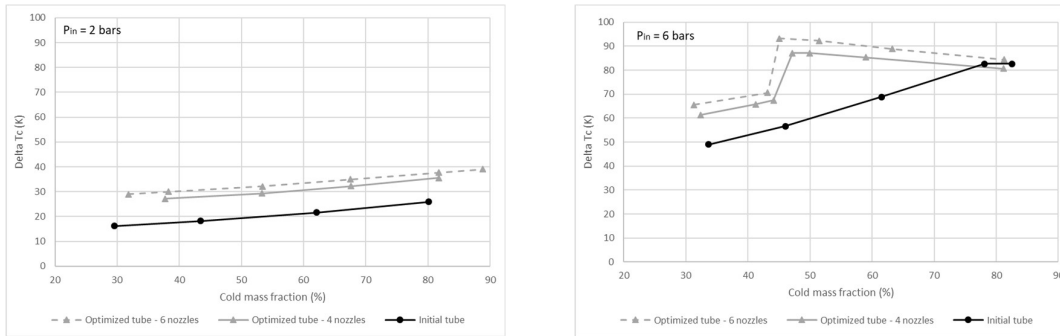 Pin = 2 bars
100
90
80
70
60
50
40
30
20
10
0
Delta Tc (K)
20 30 40 50 60 70 80 90
Cold mass fraction (%)
Optimized tube - 6 nozzles Optimized tube - 4 nozzles Initial tube
Pin = 6 bars
100
90
80
70
60
50
40
30
20
10
0
Delta Tc (K)
20 30 40 50 60 70 80 90
Cold mass fraction (%)
Optimized tube - 6 nozzles Optimized tube - 4 nozzles Initial tube